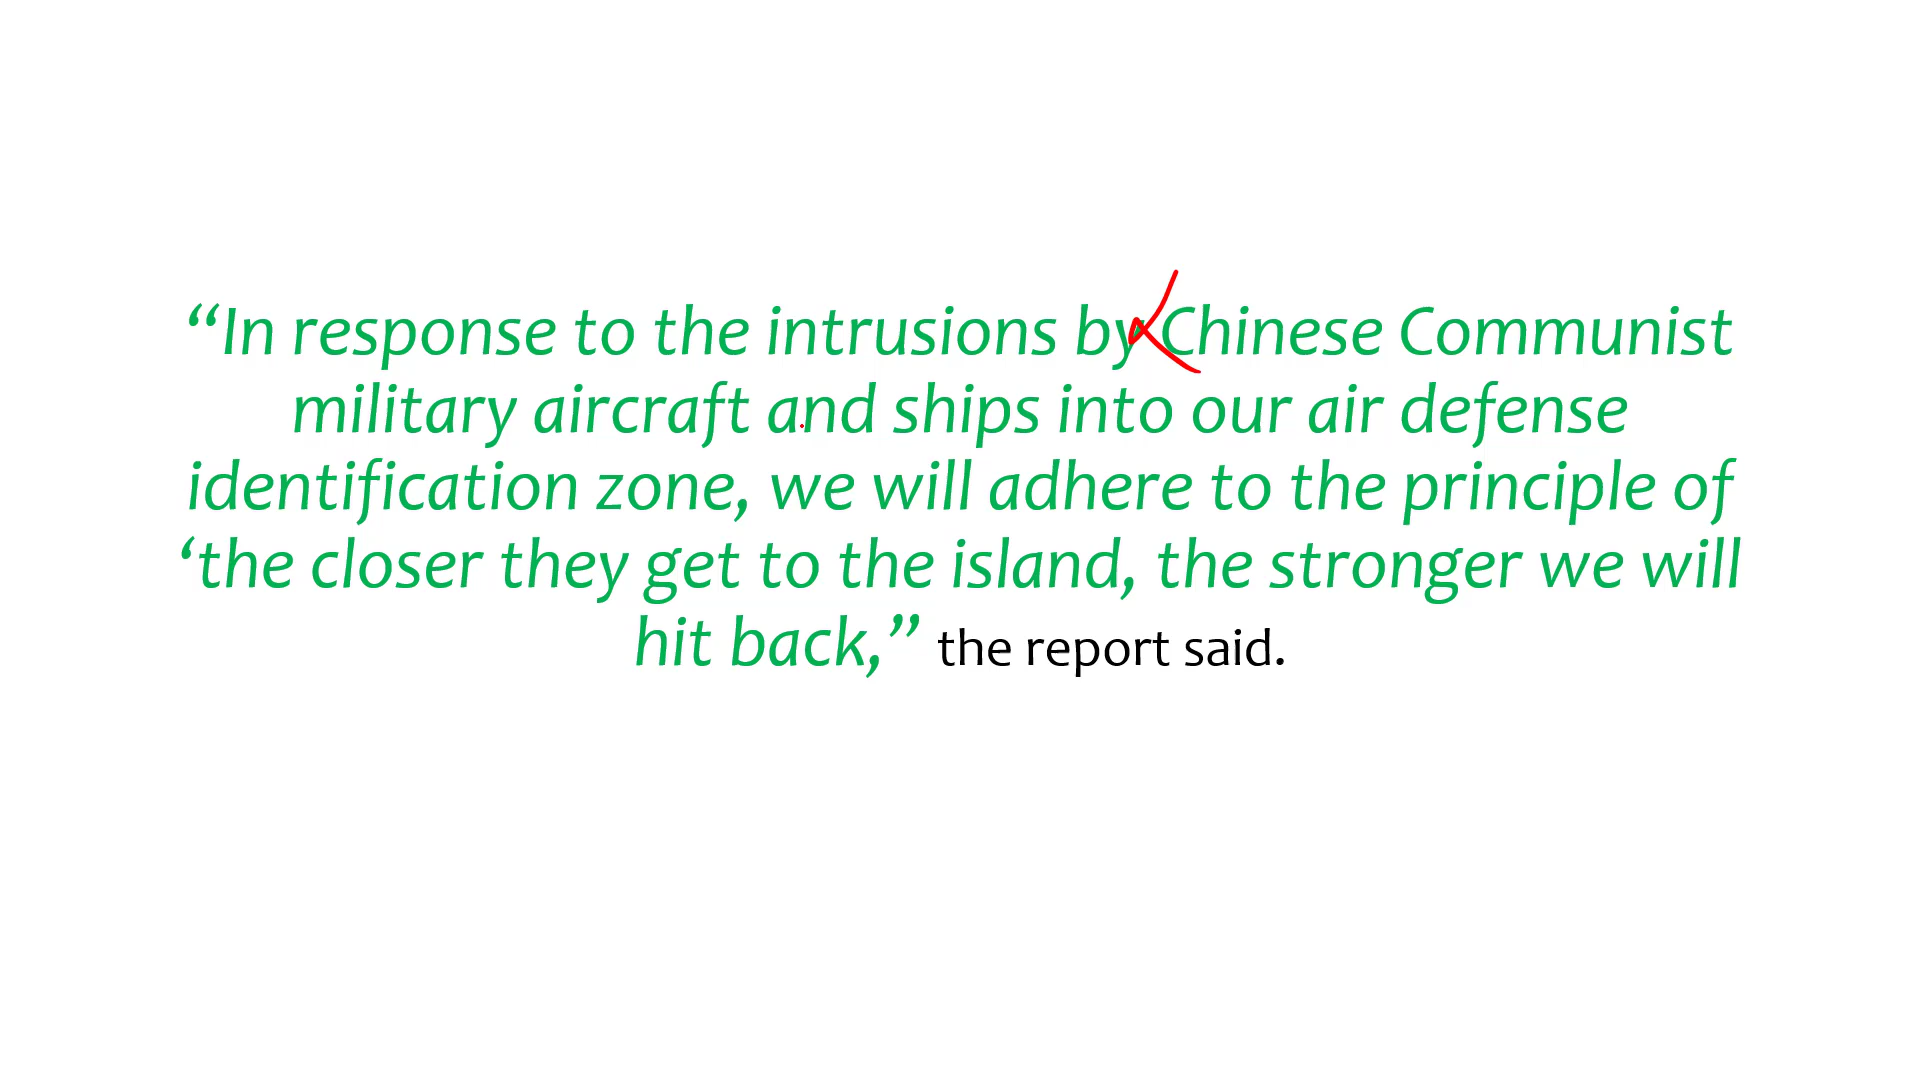 “In response to the intrusions by Chinese Communist
military aircraft and ships into our air defense
identification zone, we will adhere to the principle of
‘the closer they get to the island, the stronger we will
hit back,” the report said.